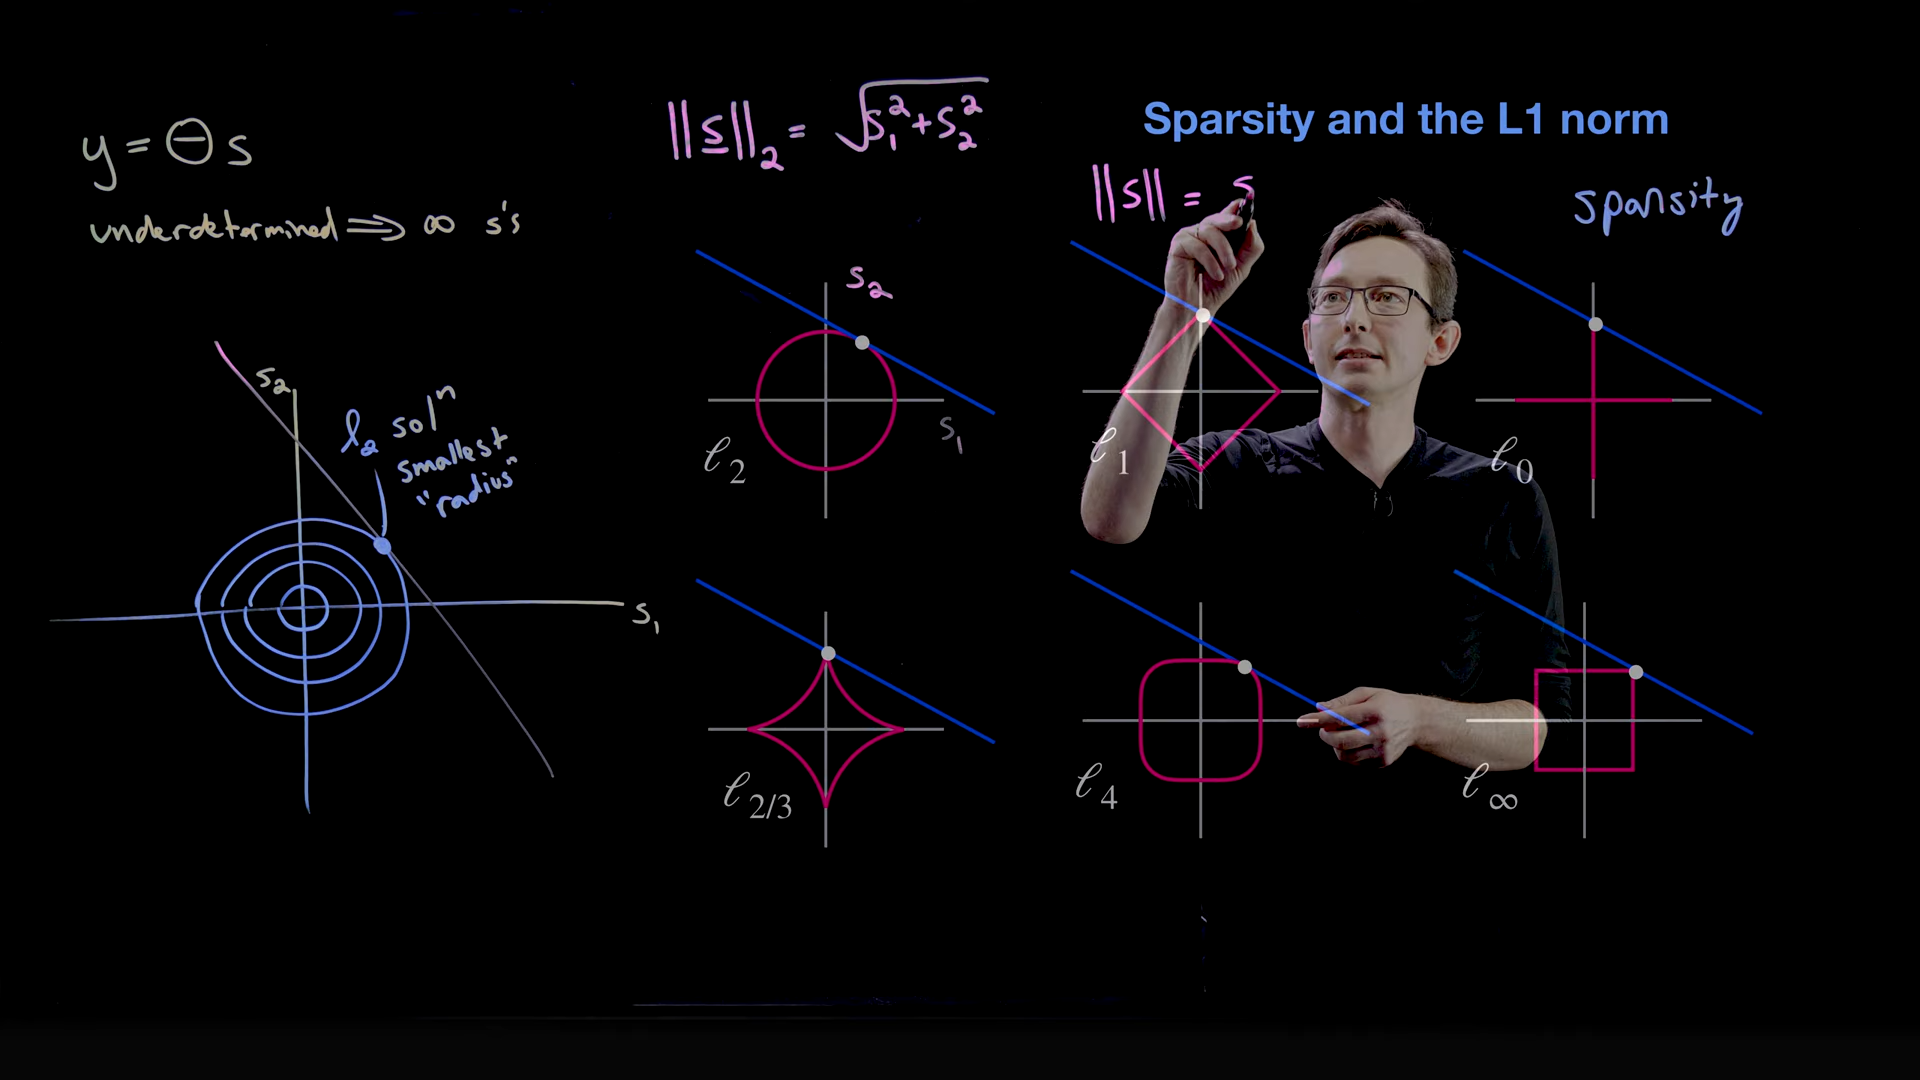 Sparsity and the L1 norm
y = Θ s
underdetermined ⟹ ∞ s's
||s||₂ = √(s₁² + s₂²)
||s|| = s
sparsity
s₂
s₁
ℓ₂ solⁿ
smallest
"radius"
s₂
s₁
ℓ₂
ℓ₁
ℓ₀
ℓ₂/₃
ℓ₄
ℓ∞